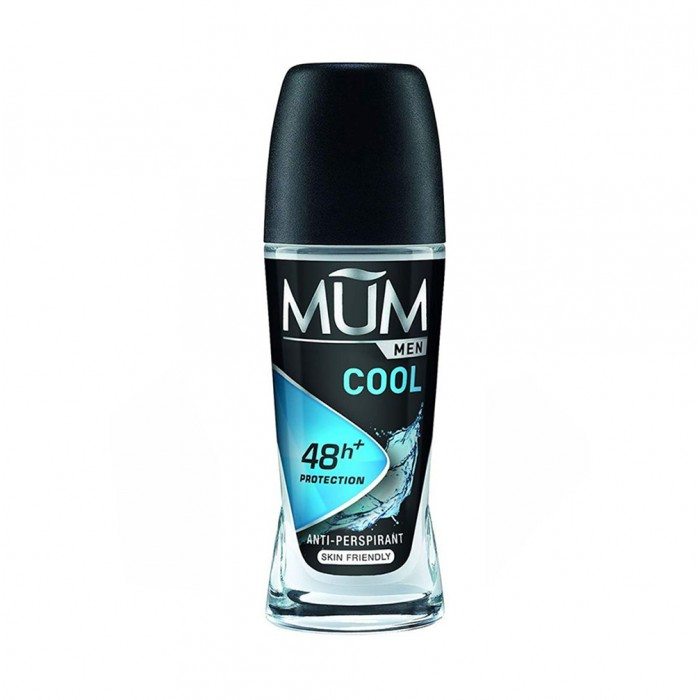 MUM
MEN
COOL
48h+
PROTECTION
ANTI-PERSPIRANT
SKIN FRIENDLY